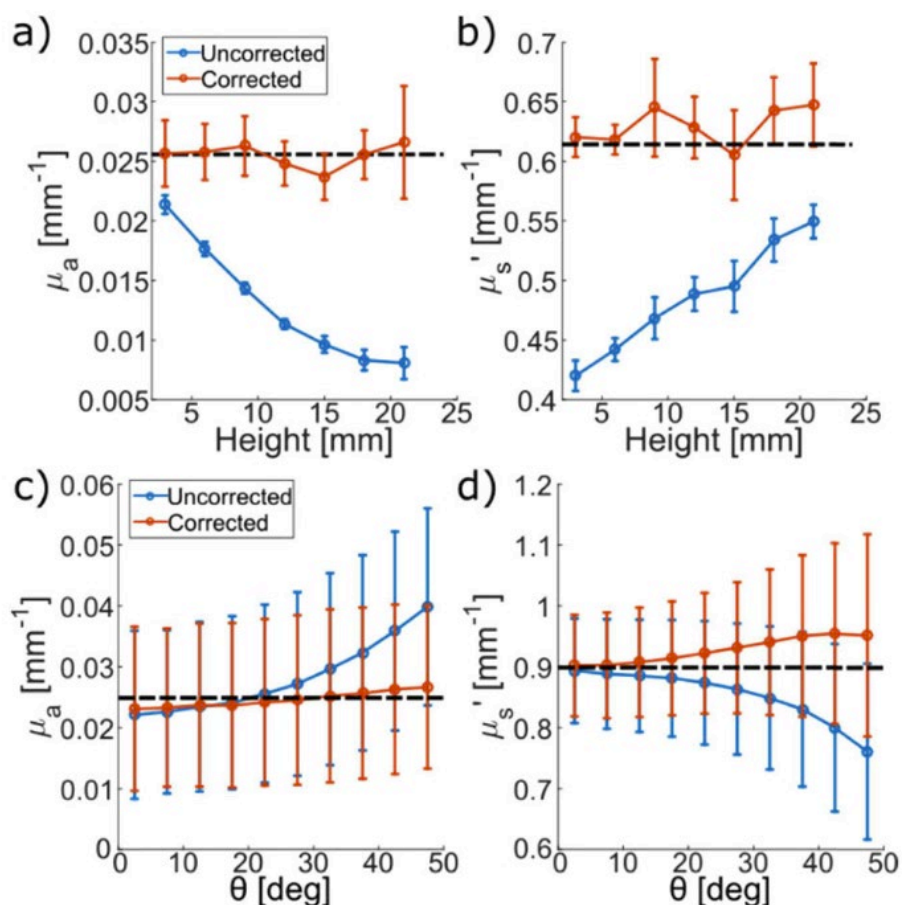 a)
0.035
0.03
0.025
0.02
0.015
0.01
0.005
μa [mm-1]
Uncorrected
Corrected
5 10 15 20 25
Height [mm]
b)
0.7
0.65
0.6
0.55
0.5
0.45
0.4
μs' [mm-1]
5 10 15 20 25
Height [mm]
c)
0.06
0.05
0.04
0.03
0.02
0.01
0
μa [mm-1]
Uncorrected
Corrected
0 10 20 30 40 50
θ [deg]
d)
1.2
1.1
1
0.9
0.8
0.7
0.6
μs' [mm-1]
0 10 20 30 40 50
θ [deg]